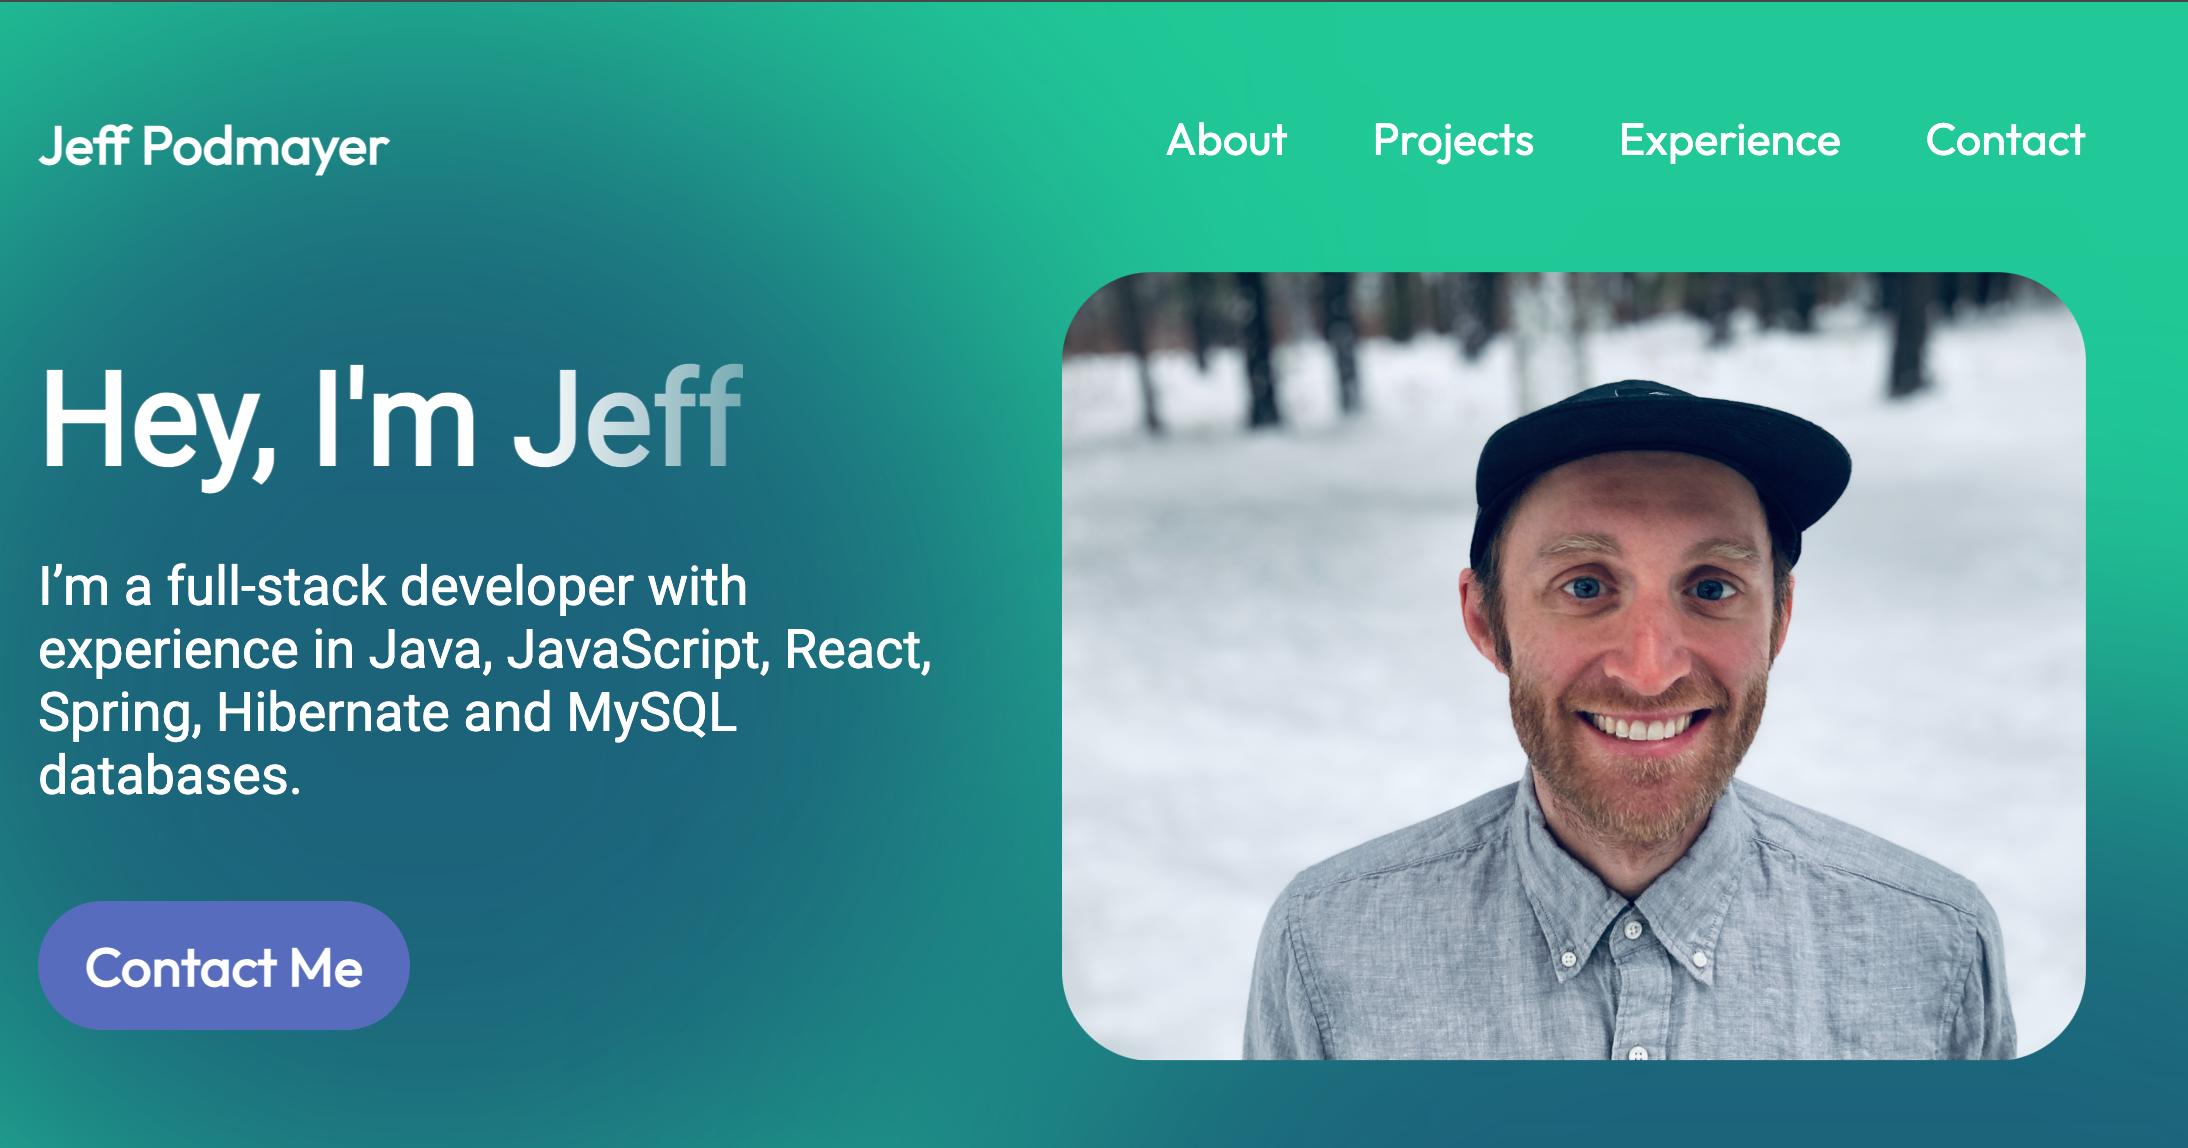 Jeff Podmayer
About Projects Experience Contact
Hey, I'm Jeff
I’m a full-stack developer with
experience in Java, JavaScript, React,
Spring, Hibernate and MySQL
databases.
Contact Me